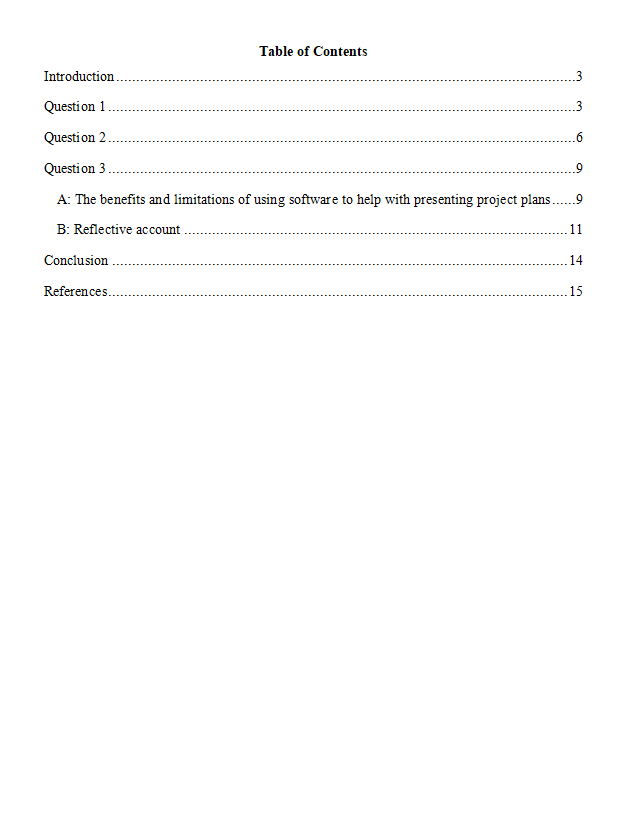 Table of Contents
Introduction....................................................................................................................3
Question 1......................................................................................................................3
Question 2......................................................................................................................6
Question 3......................................................................................................................9
A: The benefits and limitations of using software to help with presenting project plans......9
B: Reflective account ................................................................................................11
Conclusion ..................................................................................................................14
References...................................................................................................................15